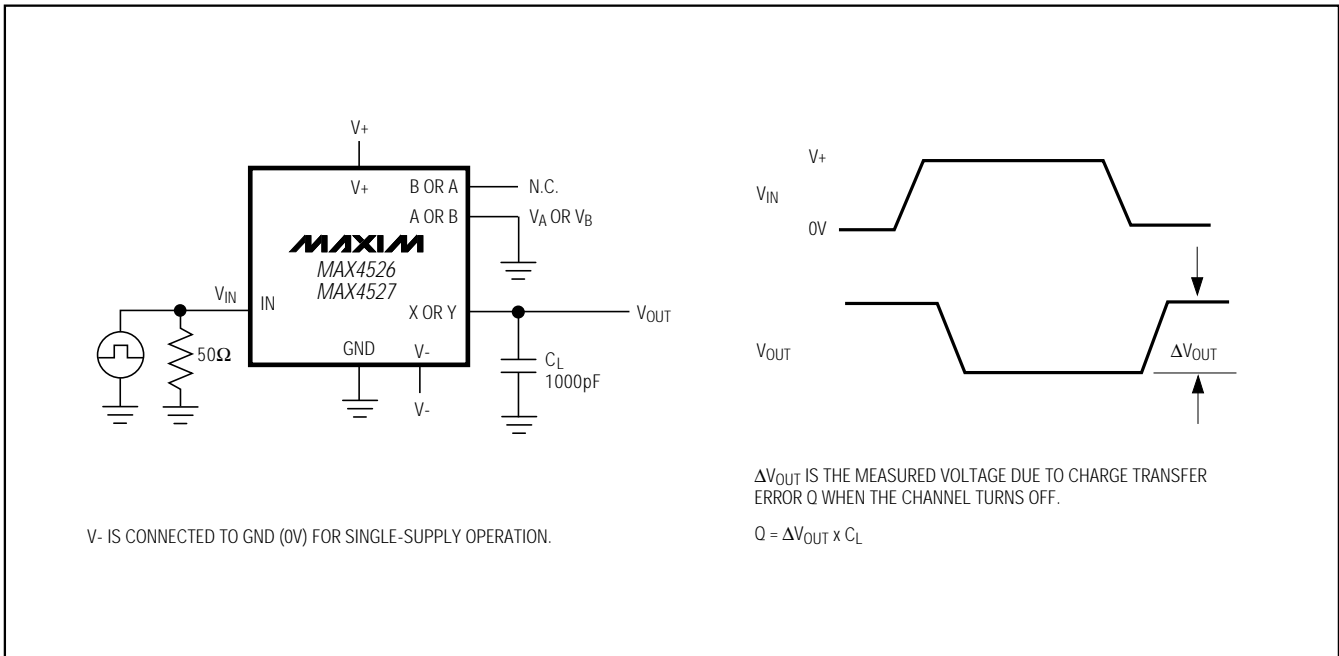 V+
V+
B OR A
N.C.
A OR B
VA OR VB
MAXIM
MAX4526
MAX4527
VIN
IN
X OR Y
VOUT
50Ω
GND
V-
CL
1000pF
V-
V- IS CONNECTED TO GND (0V) FOR SINGLE-SUPPLY OPERATION.
V+
VIN
0V
VOUT
ΔVOUT
ΔVOUT IS THE MEASURED VOLTAGE DUE TO CHARGE TRANSFER
ERROR Q WHEN THE CHANNEL TURNS OFF.
Q = ΔVOUT x CL